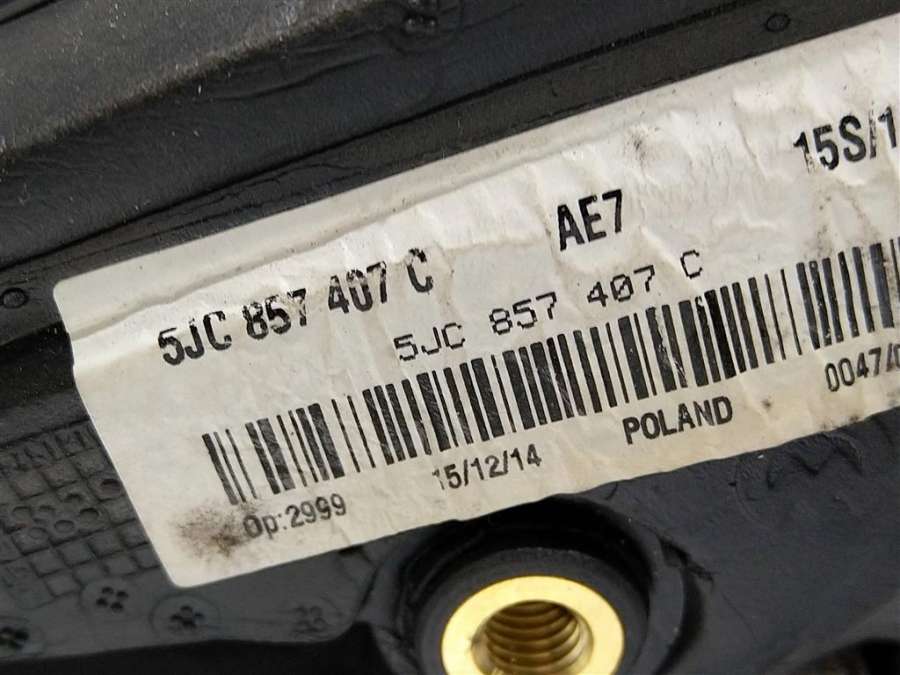 5JC 857 407 C AE7 15S/1
5JC 857 407 C
Op:2999 15/12/14 POLAND 0047/0